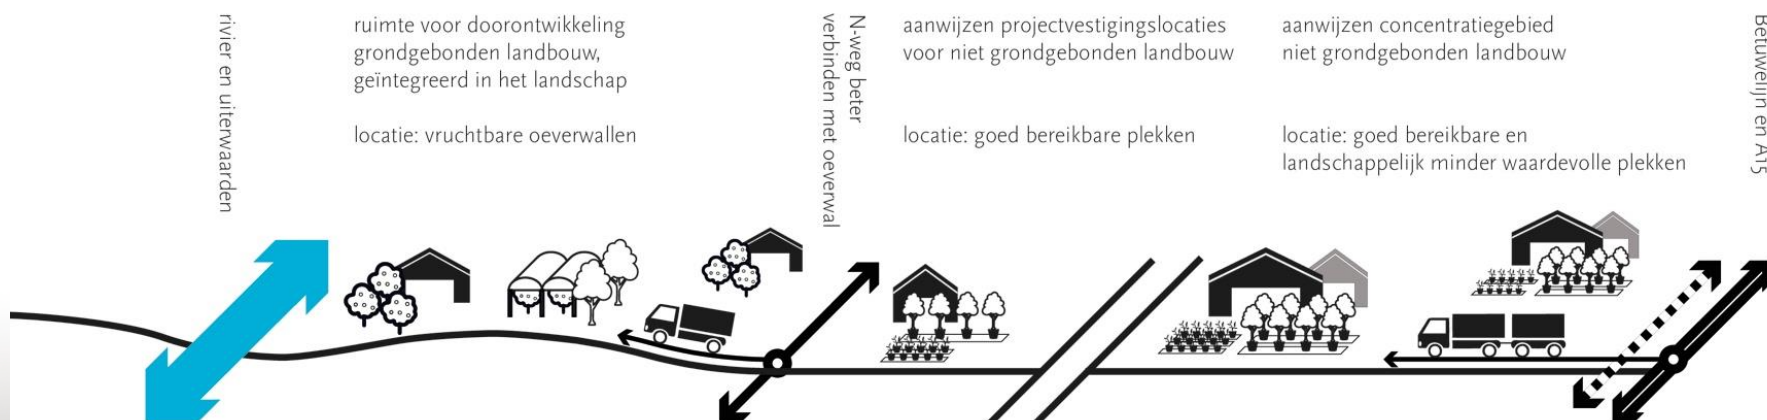 rivier en uiterwaarden
ruimte voor doorontwikkeling
grondgebonden landbouw,
geïntegreerd in het landschap
locatie: vruchtbare oeverwallen
N-weg beter
verbinden met oeverwal
aanwijzen projectvestigingslocaties
voor niet grondgebonden landbouw
locatie: goed bereikbare plekken
aanwijzen concentratiegebied
niet grondgebonden landbouw
locatie: goed bereikbare en
landschappelijk minder waardevolle plekken
Betuwelijn en A15